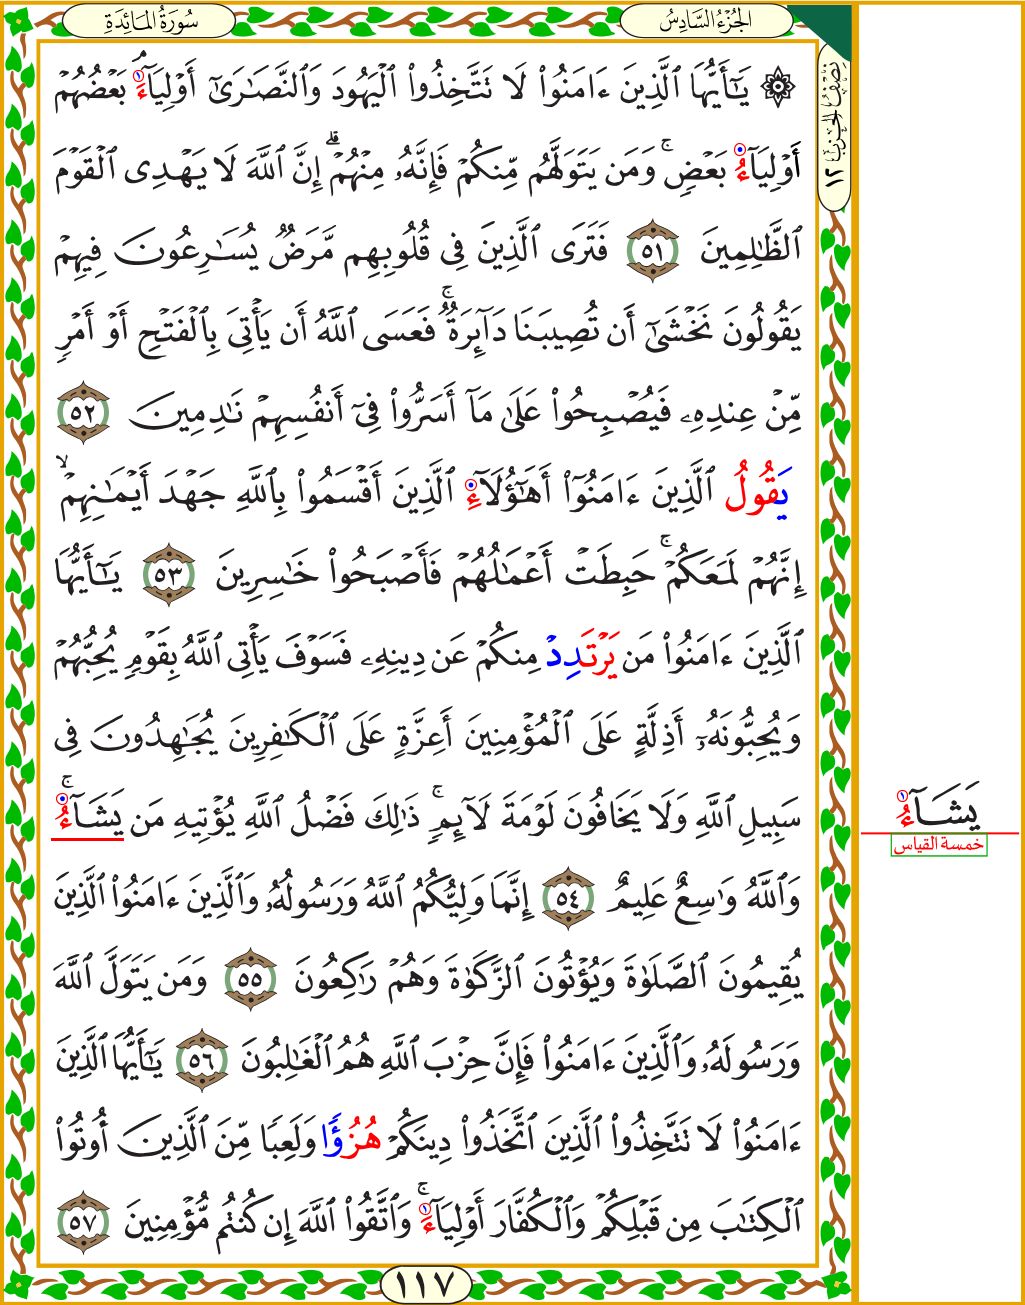 سُورَةُ المَائِدَةِ
الجُزْءُ السَّادِسُ
نِصْفُ الحِزْبِ ١٢
۞ يَـٰٓأَيُّهَا ٱلَّذِينَ ءَامَنُوا۟ لَا تَتَّخِذُوا۟ ٱلْيَهُودَ وَٱلنَّصَـٰرَىٰٓ أَوْلِيَآءَ ۘ بَعْضُهُمْ
أَوْلِيَآءُ بَعْضٍ ۚ وَمَن يَتَوَلَّهُم مِّنكُمْ فَإِنَّهُۥ مِنْهُمْ ۗ إِنَّ ٱللَّهَ لَا يَهْدِى ٱلْقَوْمَ
ٱلظَّـٰلِمِينَ ٥١ فَتَرَى ٱلَّذِينَ فِى قُلُوبِهِم مَّرَضٌ يُسَـٰرِعُونَ فِيهِمْ
يَقُولُونَ نَخْشَىٰٓ أَن تُصِيبَنَا دَآئِرَةٌ ۚ فَعَسَى ٱللَّهُ أَن يَأْتِىَ بِٱلْفَتْحِ أَوْ أَمْرٍ
مِّنْ عِندِهِۦ فَيُصْبِحُوا۟ عَلَىٰ مَآ أَسَرُّوا۟ فِىٓ أَنفُسِهِمْ نَـٰدِمِينَ ٥٢
يَقُولُ ٱلَّذِينَ ءَامَنُوٓا۟ أَهَـٰٓؤُلَآءِ ٱلَّذِينَ أَقْسَمُوا۟ بِٱللَّهِ جَهْدَ أَيْمَـٰنِهِمْ ۙ
إِنَّهُمْ لَمَعَكُمْ ۚ حَبِطَتْ أَعْمَـٰلُهُمْ فَأَصْبَحُوا۟ خَـٰسِرِينَ ٥٣ يَـٰٓأَيُّهَا
ٱلَّذِينَ ءَامَنُوا۟ مَن يَرْتَدِدْ مِنكُمْ عَن دِينِهِۦ فَسَوْفَ يَأْتِى ٱللَّهُ بِقَوْمٍ يُحِبُّهُمْ
وَيُحِبُّونَهُۥٓ أَذِلَّةٍ عَلَى ٱلْمُؤْمِنِينَ أَعِزَّةٍ عَلَى ٱلْكَـٰفِرِينَ يُجَـٰهِدُونَ فِى
سَبِيلِ ٱللَّهِ وَلَا يَخَافُونَ لَوْمَةَ لَآئِمٍ ۚ ذَٰلِكَ فَضْلُ ٱللَّهِ يُؤْتِيهِ مَن يَشَآءُ ۚ
وَٱللَّهُ وَٰسِعٌ عَلِيمٌ ٥٤ إِنَّمَا وَلِيُّكُمُ ٱللَّهُ وَرَسُولُهُۥ وَٱلَّذِينَ ءَامَنُوا۟ ٱلَّذِينَ
يُقِيمُونَ ٱلصَّلَوٰةَ وَيُؤْتُونَ ٱلزَّكَوٰةَ وَهُمْ رَٰكِعُونَ ٥٥ وَمَن يَتَوَلَّ ٱللَّهَ
وَرَسُولَهُۥ وَٱلَّذِينَ ءَامَنُوا۟ فَإِنَّ حِزْبَ ٱللَّهِ هُمُ ٱلْغَـٰلِبُونَ ٥٦ يَـٰٓأَيُّهَا ٱلَّذِينَ
ءَامَنُوا۟ لَا تَتَّخِذُوا۟ ٱلَّذِينَ ٱتَّخَذُوا۟ دِينَكُمْ هُزُؤًا وَلَعِبًا مِّنَ ٱلَّذِينَ أُوتُوا۟
ٱلْكِتَـٰبَ مِن قَبْلِكُمْ وَٱلْكُفَّارَ أَوْلِيَآءَ ۚ وَٱتَّقُوا۟ ٱللَّهَ إِن كُنتُم مُّؤْمِنِينَ ٥٧
يَشَآءُ
خمسة القياس
١١٧